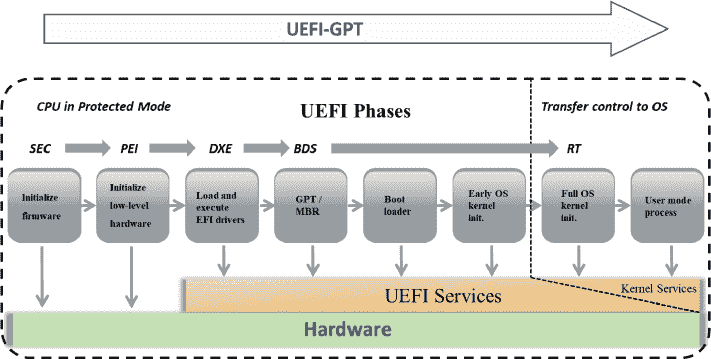 UEFI-GPT
CPU in Protected Mode
UEFI Phases
Transfer control to OS
SEC
PEI
DXE
BDS
RT
Initialize
firmware
Initialize
low-level
hardware
Load and
execute
EFI drivers
GPT /
MBR
Boot
loader
Early OS
kernel
init.
Full OS
kernel
init.
User mode
process
UEFI Services
Kernel Services
Hardware